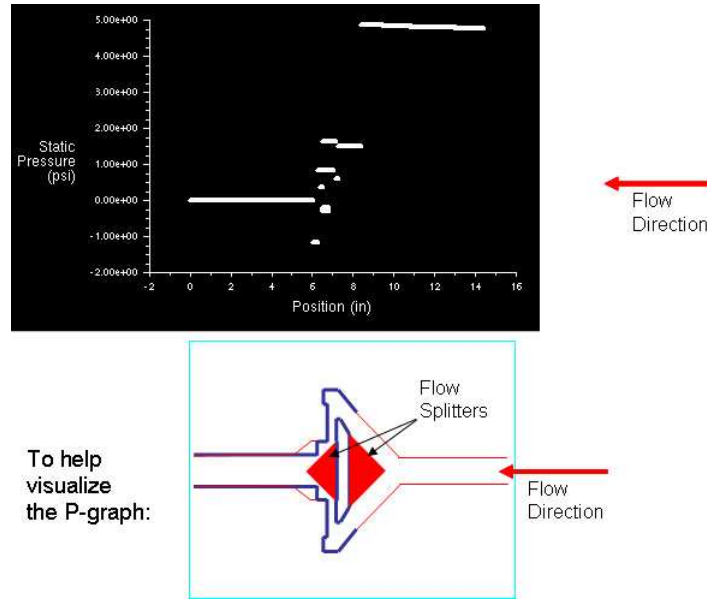 5.00e+00
4.00e+00
3.00e+00
2.00e+00
Static
Pressure
(psi)
1.00e+00
0.00e+00
-1.00e+00
-2.00e+00
-2 0 2 4 6 8 10 12 14 16
Position (in)
Flow
Direction
To help
visualize
the P-graph:
Flow
Splitters
Flow
Direction